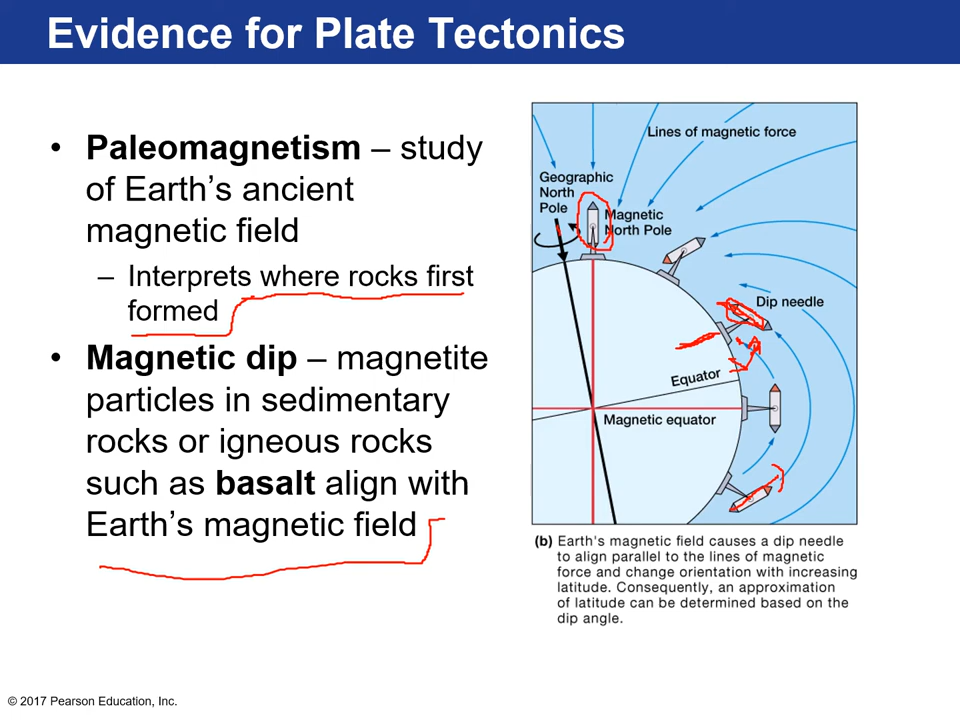 Evidence for Plate Tectonics
• Paleomagnetism – study
of Earth's ancient
magnetic field
– Interprets where rocks first
formed
• Magnetic dip – magnetite
particles in sedimentary
rocks or igneous rocks
such as basalt align with
Earth's magnetic field
Lines of magnetic force
Geographic
North
Pole
Magnetic
North Pole
Dip needle
Equator
Magnetic equator
(b) Earth's magnetic field causes a dip needle
to align parallel to the lines of magnetic
force and change orientation with increasing
latitude. Consequently, an approximation
of latitude can be determined based on the
dip angle.
© 2017 Pearson Education, Inc.